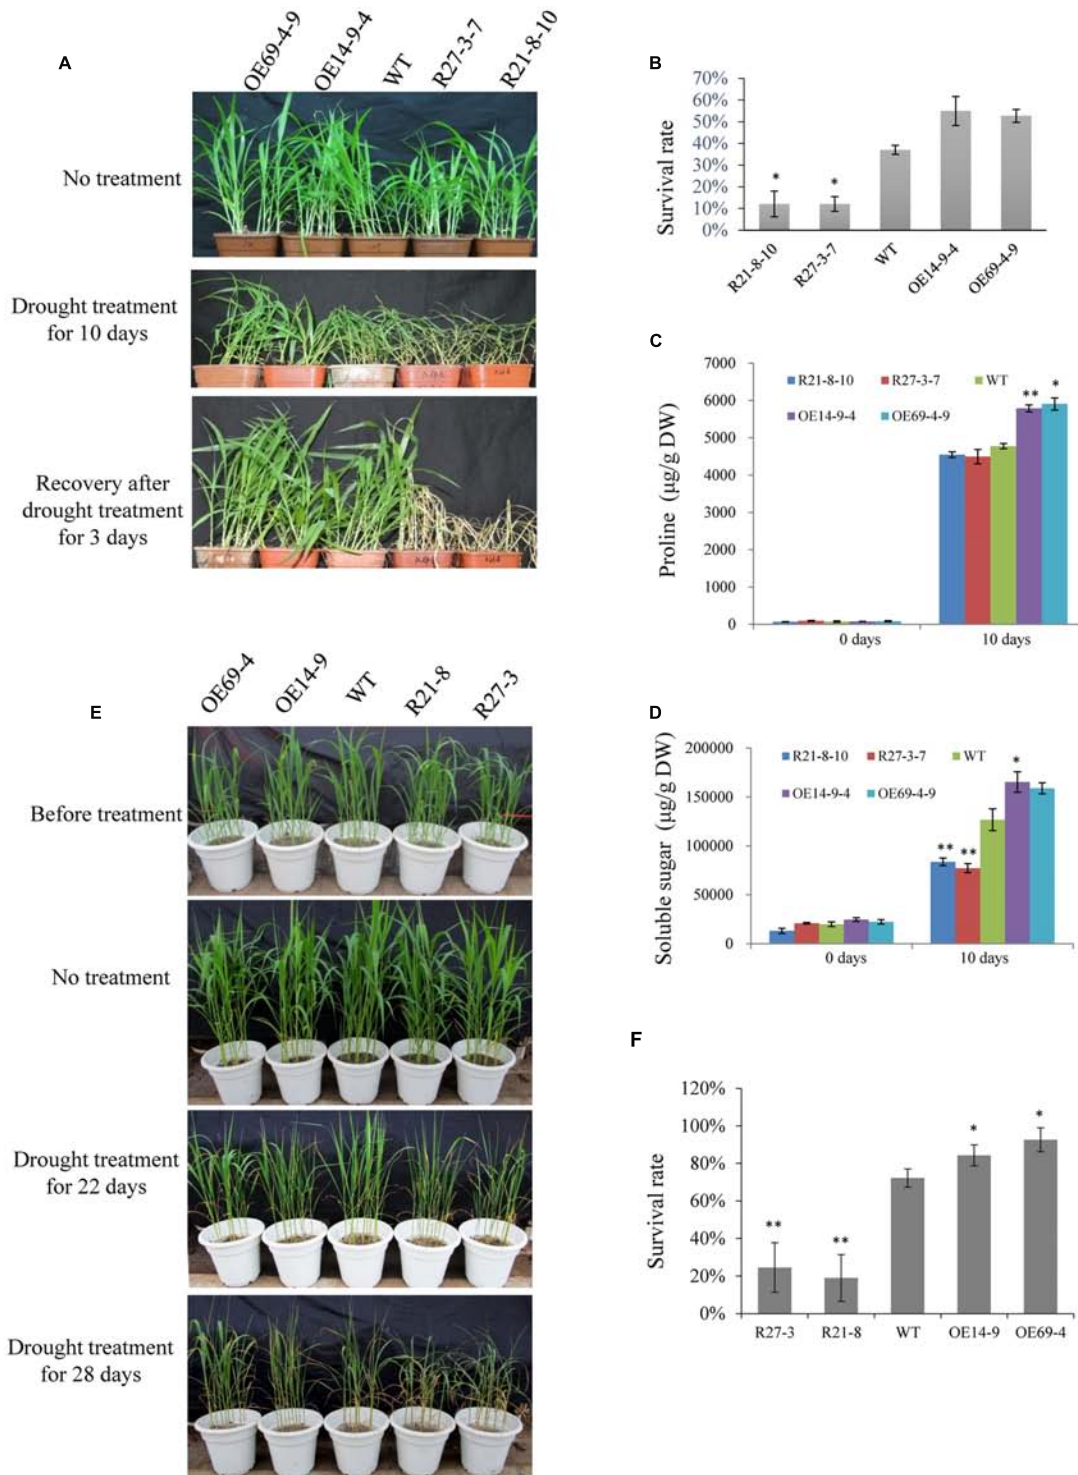 A
OE69-4-9
OE14-9-4
WT
R27-3-7
R21-8-10
No treatment
Drought treatment
for 10 days
Recovery after
drought treatment
for 3 days
B
Survival rate
70%
60%
50%
40%
30%
20%
10%
0%
*
*
R21-8-10
R27-3-7
WT
OE14-9-4
OE69-4-9
C
Proline (µg/g DW)
7000
6000
5000
4000
3000
2000
1000
0
R21-8-10
R27-3-7
WT
OE14-9-4
OE69-4-9
**
*
0 days
10 days
D
Soluble sugar (µg/g DW)
200000
150000
100000
50000
0
R21-8-10
R27-3-7
WT
OE14-9-4
OE69-4-9
**
**
*
0 days
10 days
E
OE69-4
OE14-9
WT
R21-8
R27-3
Before treatment
No treatment
Drought treatment
for 22 days
Drought treatment
for 28 days
F
Survival rate
120%
100%
80%
60%
40%
20%
0%
**
**
*
*
R27-3
R21-8
WT
OE14-9
OE69-4